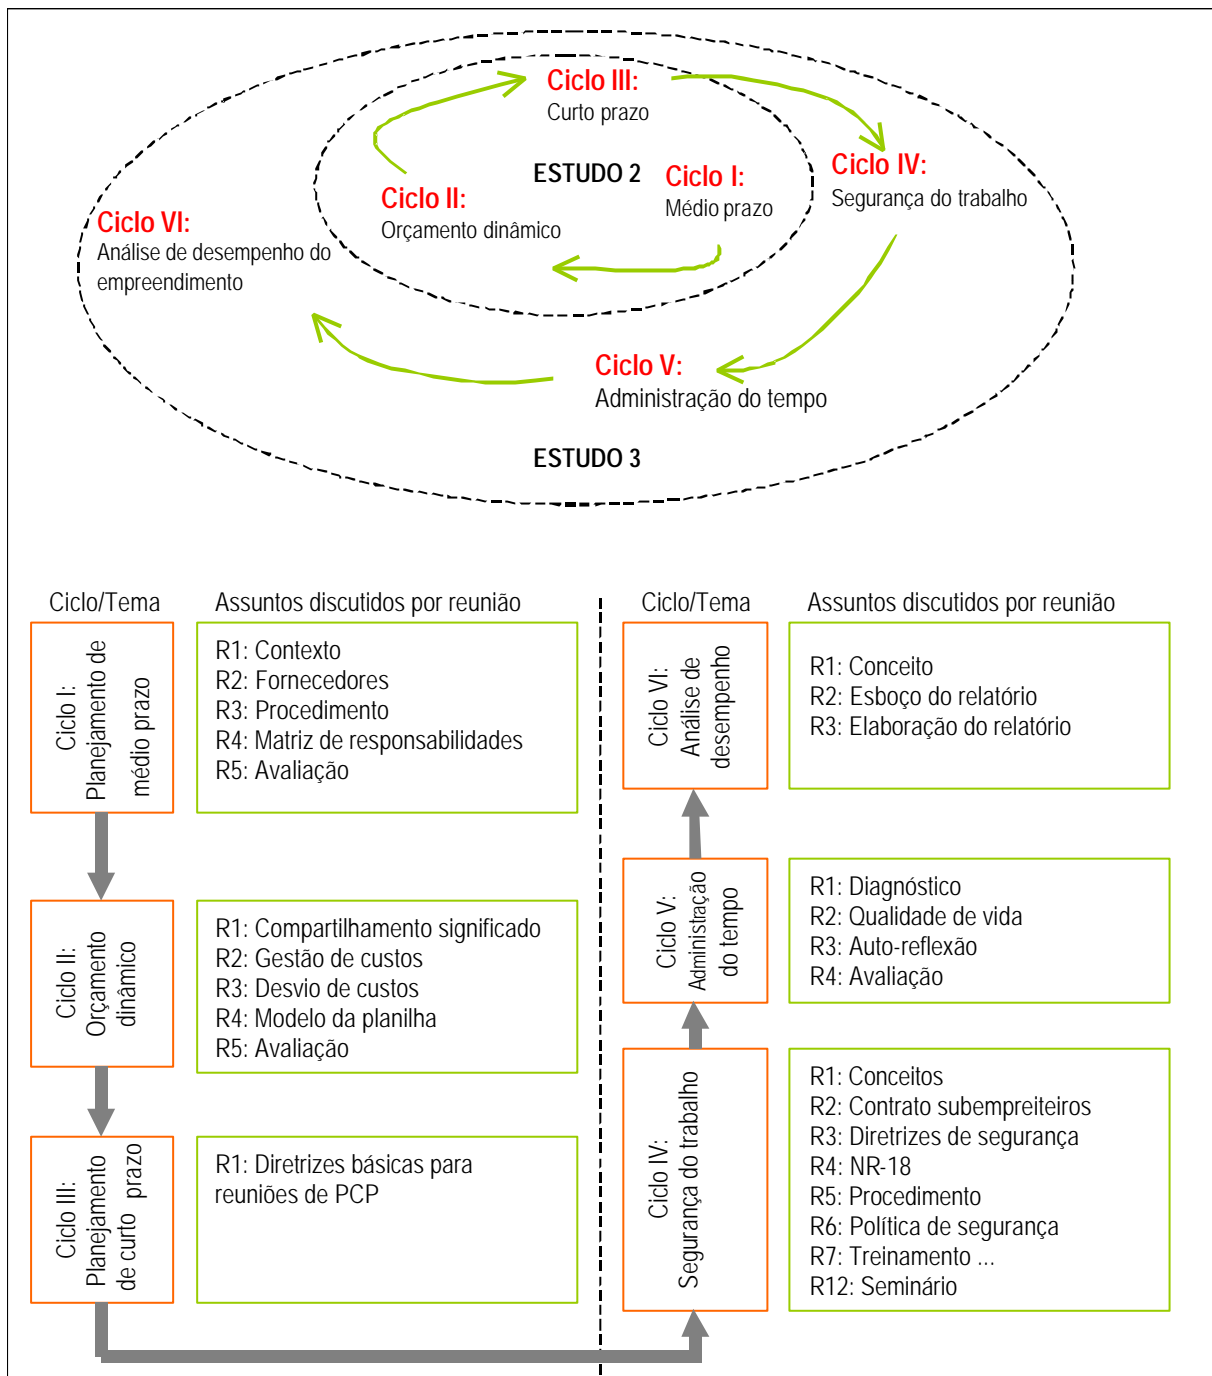 Ciclo III:
Curto prazo
ESTUDO 2
Ciclo I:
Médio prazo
Ciclo IV:
Segurança do trabalho
Ciclo II:
Orçamento dinâmico
Ciclo VI:
Análise de desempenho do
empreendimento
Ciclo V:
Administração do tempo
ESTUDO 3
Ciclo/Tema
Assuntos discutidos por reunião
Ciclo I:
Planejamento de
médio prazo
R1: Contexto
R2: Fornecedores
R3: Procedimento
R4: Matriz de responsabilidades
R5: Avaliação
Ciclo II:
Orçamento
dinâmico
R1: Compartilhamento significado
R2: Gestão de custos
R3: Desvio de custos
R4: Modelo da planilha
R5: Avaliação
Ciclo III:
Planejamento
de curto prazo
R1: Diretrizes básicas para
reuniões de PCP
Ciclo/Tema
Assuntos discutidos por reunião
Ciclo VI:
Análise de
desempenho
R1: Conceito
R2: Esboço do relatório
R3: Elaboração do relatório
Ciclo V:
Administração
do tempo
R1: Diagnóstico
R2: Qualidade de vida
R3: Auto-reflexão
R4: Avaliação
Ciclo IV:
Segurança do trabalho
R1: Conceitos
R2: Contrato subempreiteiros
R3: Diretrizes de segurança
R4: NR-18
R5: Procedimento
R6: Política de segurança
R7: Treinamento ...
R12: Seminário